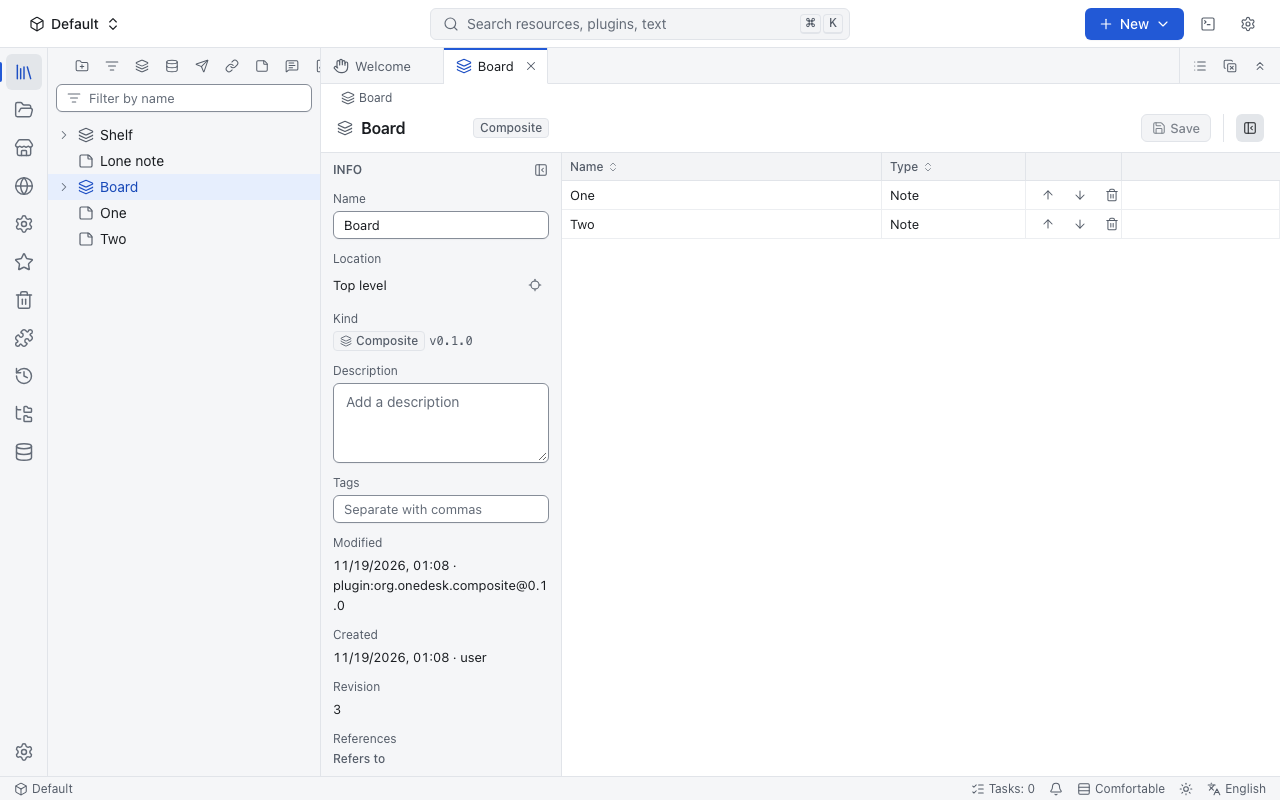 Default
Search resources, plugins, text
⌘ K
New
Filter by name
Shelf
Lone note
Board
One
Two
Welcome
Board
Board
Board
Composite
Save
INFO
Name
Board
Location
Top level
Kind
Composite v0.1.0
Description
Add a description
Tags
Separate with commas
Modified
11/19/2026, 01:08 ·
plugin:org.onedesk.composite@0.1
.0
Created
11/19/2026, 01:08 · user
Revision
3
References
Refers to
Name Type
One Note
Two Note
Default
Tasks: 0
Comfortable
English